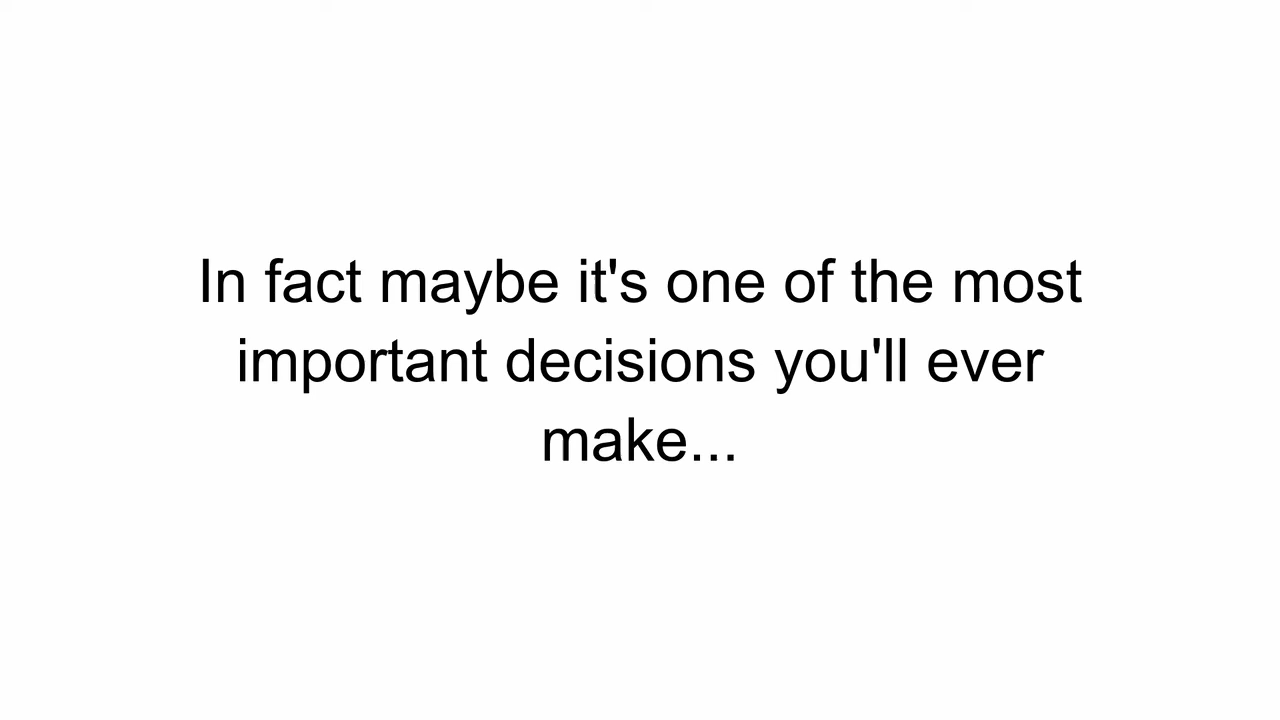 In fact maybe it's one of the most
important decisions you'll ever
make...